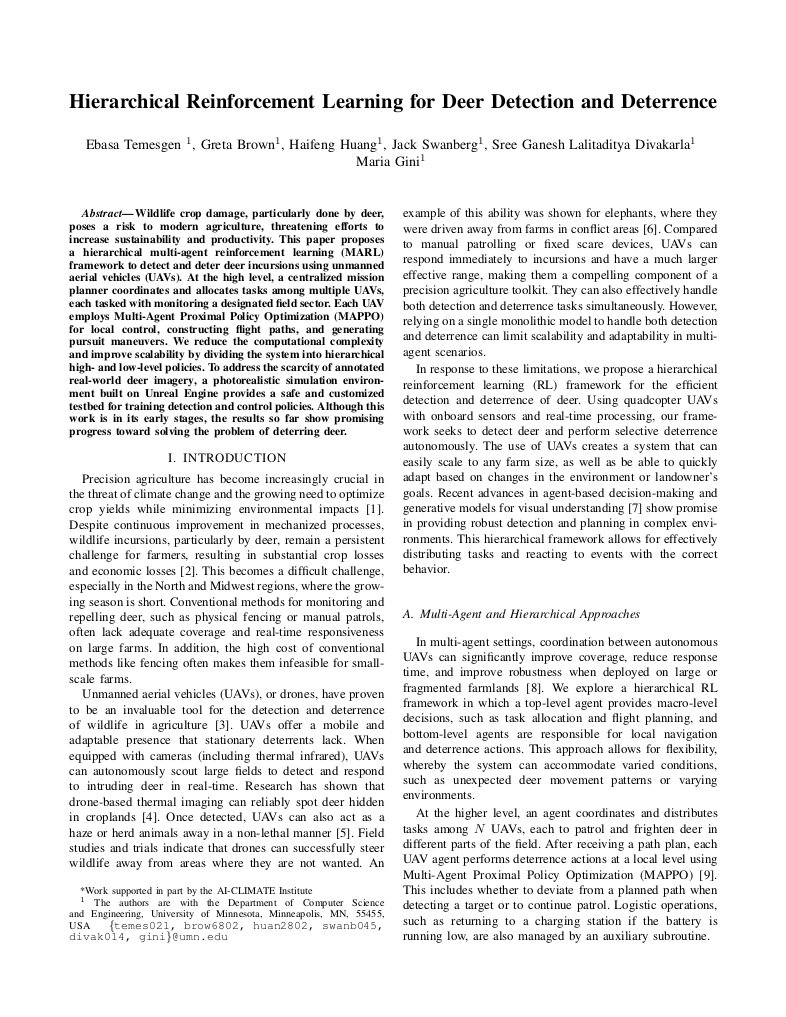 Hierarchical Reinforcement Learning for Deer Detection and Deterrence
Ebasa Temesgen 1, Greta Brown1, Haifeng Huang1, Jack Swanberg1, Sree Ganesh Lalitaditya Divakarla1
Maria Gini1
Abstract—Wildlife crop damage, particularly done by deer,
poses a risk to modern agriculture, threatening efforts to
increase sustainability and productivity. This paper proposes
a hierarchical multi-agent reinforcement learning (MARL)
framework to detect and deter deer incursions using unmanned
aerial vehicles (UAVs). At the high level, a centralized mission
planner coordinates and allocates tasks among multiple UAVs,
each tasked with monitoring a designated field sector. Each UAV
employs Multi-Agent Proximal Policy Optimization (MAPPO)
for local control, constructing flight paths, and generating
pursuit maneuvers. We reduce the computational complexity
and improve scalability by dividing the system into hierarchical
high- and low-level policies. To address the scarcity of annotated
real-world deer imagery, a photorealistic simulation environ-
ment built on Unreal Engine provides a safe and customized
testbed for training detection and control policies. Although this
work is in its early stages, the results so far show promising
progress toward solving the problem of deterring deer.
I. INTRODUCTION
Precision agriculture has become increasingly crucial in
the threat of climate change and the growing need to optimize
crop yields while minimizing environmental impacts [1].
Despite continuous improvement in mechanized processes,
wildlife incursions, particularly by deer, remain a persistent
challenge for farmers, resulting in substantial crop losses
and economic losses [2]. This becomes a difficult challenge,
especially in the North and Midwest regions, where the grow-
ing season is short. Conventional methods for monitoring and
repelling deer, such as physical fencing or manual patrols,
often lack adequate coverage and real-time responsiveness
on large farms. In addition, the high cost of conventional
methods like fencing often makes them infeasible for small-
scale farms.
Unmanned aerial vehicles (UAVs), or drones, have proven
to be an invaluable tool for the detection and deterrence
of wildlife in agriculture [3]. UAVs offer a mobile and
adaptable presence that stationary deterrents lack. When
equipped with cameras (including thermal infrared), UAVs
can autonomously scout large fields to detect and respond
to intruding deer in real-time. Research has shown that
drone-based thermal imaging can reliably spot deer hidden
in croplands [4]. Once detected, UAVs can also act as a
haze or herd animals away in a non-lethal manner [5]. Field
studies and trials indicate that drones can successfully steer
wildlife away from areas where they are not wanted. An
*Work supported in part by the AI-CLIMATE Institute
1 The authors are with the Department of Computer Science
and Engineering, University of Minnesota, Minneapolis, MN, 55455,
USA {temes021, brow6802, huan2802, swanb045,
divak014, gini}@umn.edu
example of this ability was shown for elephants, where they
were driven away from farms in conflict areas [6]. Compared
to manual patrolling or fixed scare devices, UAVs can
respond immediately to incursions and have a much larger
effective range, making them a compelling component of a
precision agriculture toolkit. They can also effectively handle
both detection and deterrence tasks simultaneously. However,
relying on a single monolithic model to handle both detection
and deterrence can limit scalability and adaptability in multi-
agent scenarios.
In response to these limitations, we propose a hierarchical
reinforcement learning (RL) framework for the efficient
detection and deterrence of deer. Using quadcopter UAVs
with onboard sensors and real-time processing, our frame-
work seeks to detect deer and perform selective deterrence
autonomously. The use of UAVs creates a system that can
easily scale to any farm size, as well as be able to quickly
adapt based on changes in the environment or landowner's
goals. Recent advances in agent-based decision-making and
generative models for visual understanding [7] show promise
in providing robust detection and planning in complex envi-
ronments. This hierarchical framework allows for effectively
distributing tasks and reacting to events with the correct
behavior.
A. Multi-Agent and Hierarchical Approaches
In multi-agent settings, coordination between autonomous
UAVs can significantly improve coverage, reduce response
time, and improve robustness when deployed on large or
fragmented farmlands [8]. We explore a hierarchical RL
framework in which a top-level agent provides macro-level
decisions, such as task allocation and flight planning, and
bottom-level agents are responsible for local navigation
and deterrence actions. This approach allows for flexibility,
whereby the system can accommodate varied conditions,
such as unexpected deer movement patterns or varying
environments.
At the higher level, an agent coordinates and distributes
tasks among N UAVs, each to patrol and frighten deer in
different parts of the field. After receiving a path plan, each
UAV agent performs deterrence actions at a local level using
Multi-Agent Proximal Policy Optimization (MAPPO) [9].
This includes whether to deviate from a planned path when
detecting a target or to continue patrol. Logistic operations,
such as returning to a charging station if the battery is
running low, are also managed by an auxiliary subroutine.